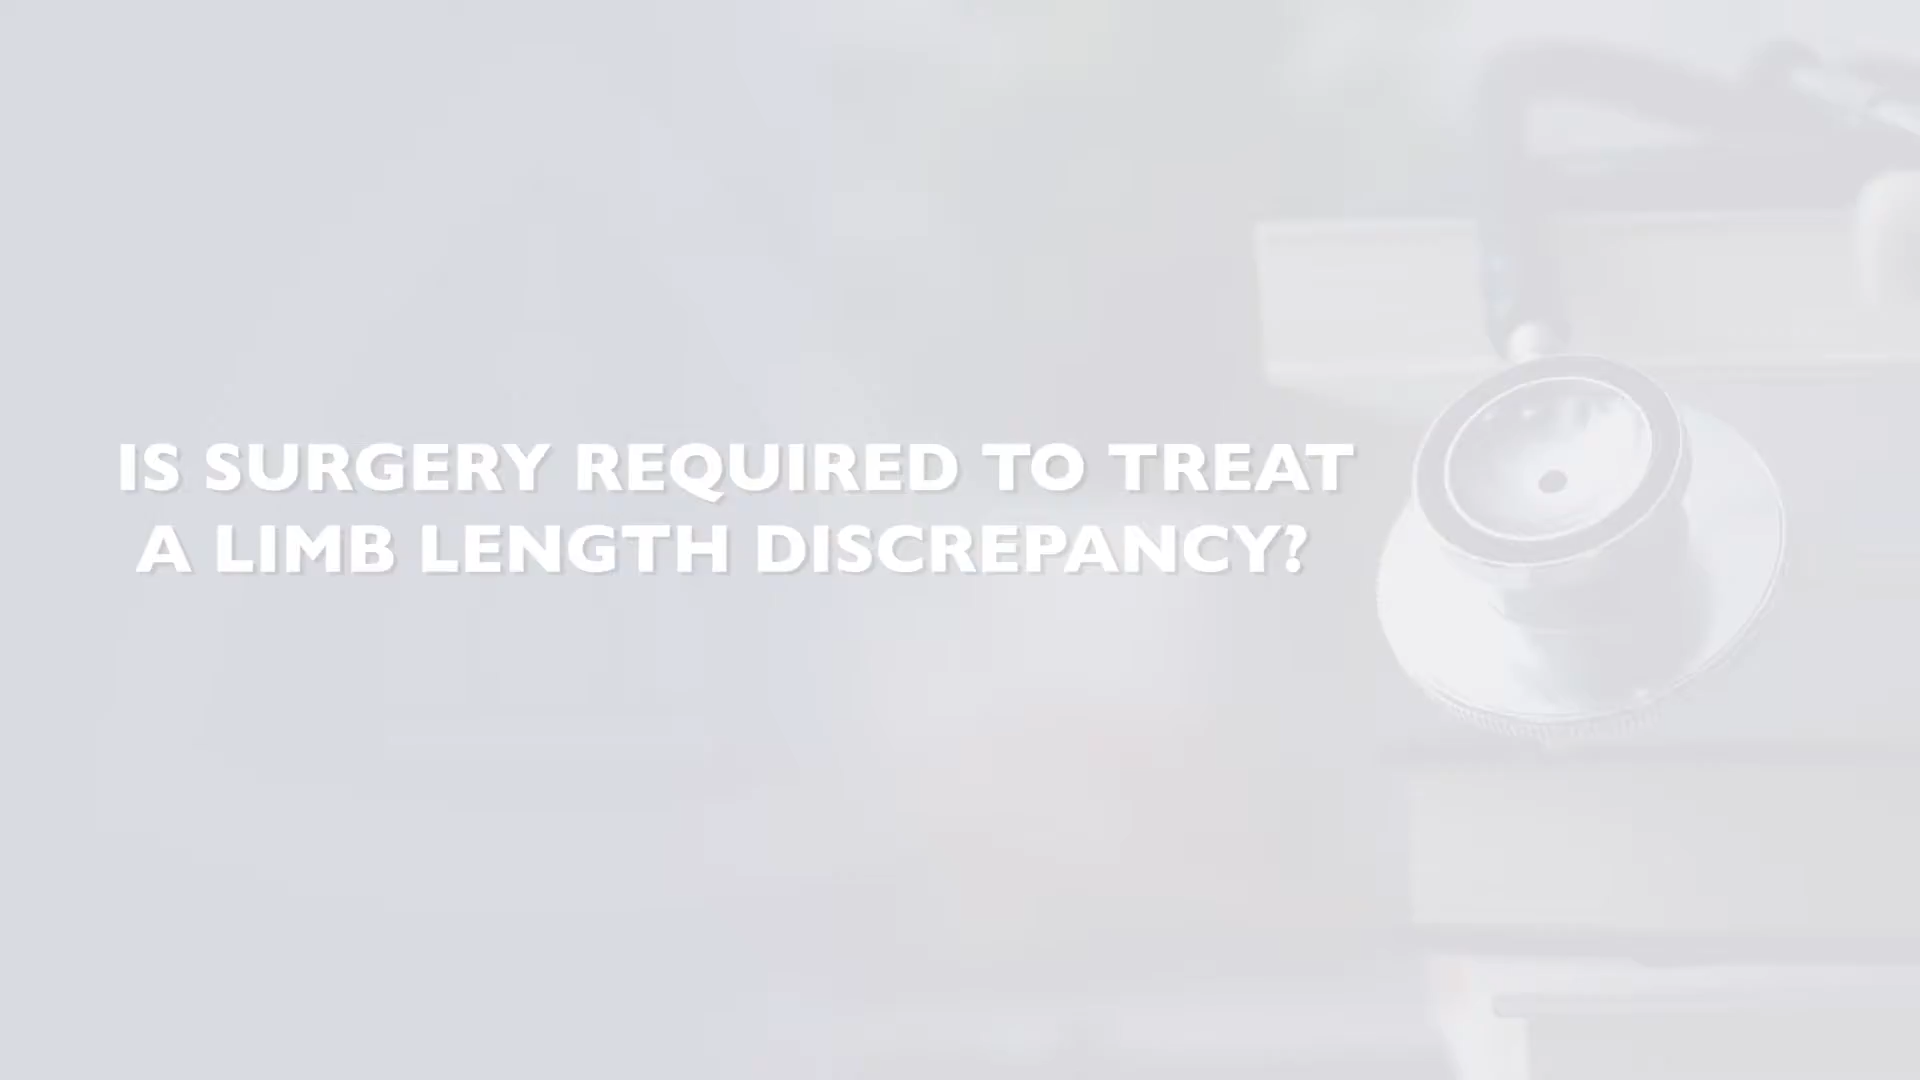 IS SURGERY REQUIRED TO TREAT
A LIMB LENGTH DISCREPANCY?